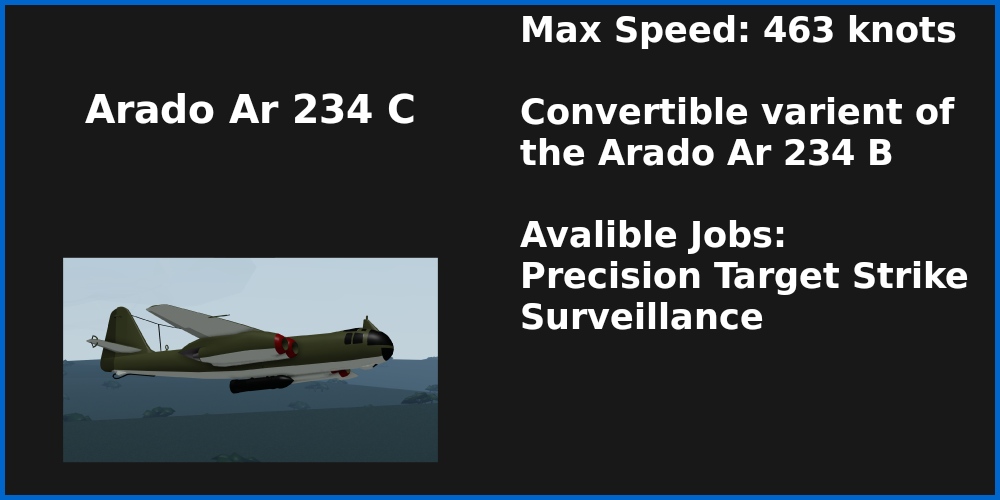 Max Speed: 463 knots
Arado Ar 234 C
Convertible varient of
the Arado Ar 234 B
Avalible Jobs:
Precision Target Strike
Surveillance